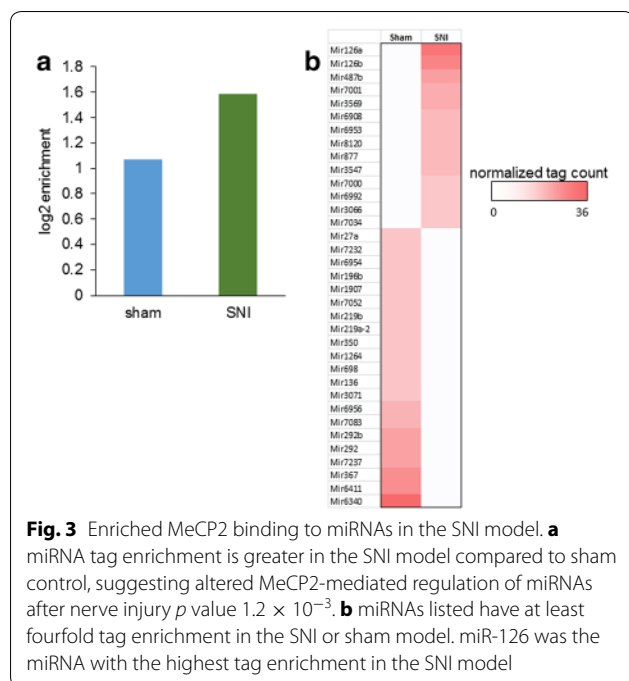 a
1.8
1.6
1.4
1.2
1
0.8
0.6
0.4
0.2
0
log2 enrichment
sham
SNI
b
Sham SNI
Mir126a
Mir126b
Mir487b
Mir7001
Mir3569
Mir6908
Mir6953
Mir8120
Mir877
Mir3547
Mir7000
Mir6992
Mir3066
Mir7034
Mir27a
Mir7232
Mir6954
Mir196b
Mir1907
Mir7052
Mir219b
Mir219a-2
Mir350
Mir1264
Mir698
Mir136
Mir3071
Mir6956
Mir7083
Mir292b
Mir292
Mir7237
Mir367
Mir6411
Mir6340
normalized tag count
0 36
Fig. 3 Enriched MeCP2 binding to miRNAs in the SNI model. a
miRNA tag enrichment is greater in the SNI model compared to sham
control, suggesting altered MeCP2-mediated regulation of miRNAs
after nerve injury p value 1.2 × 10⁻³. b miRNAs listed have at least
fourfold tag enrichment in the SNI or sham model. miR-126 was the
miRNA with the highest tag enrichment in the SNI model